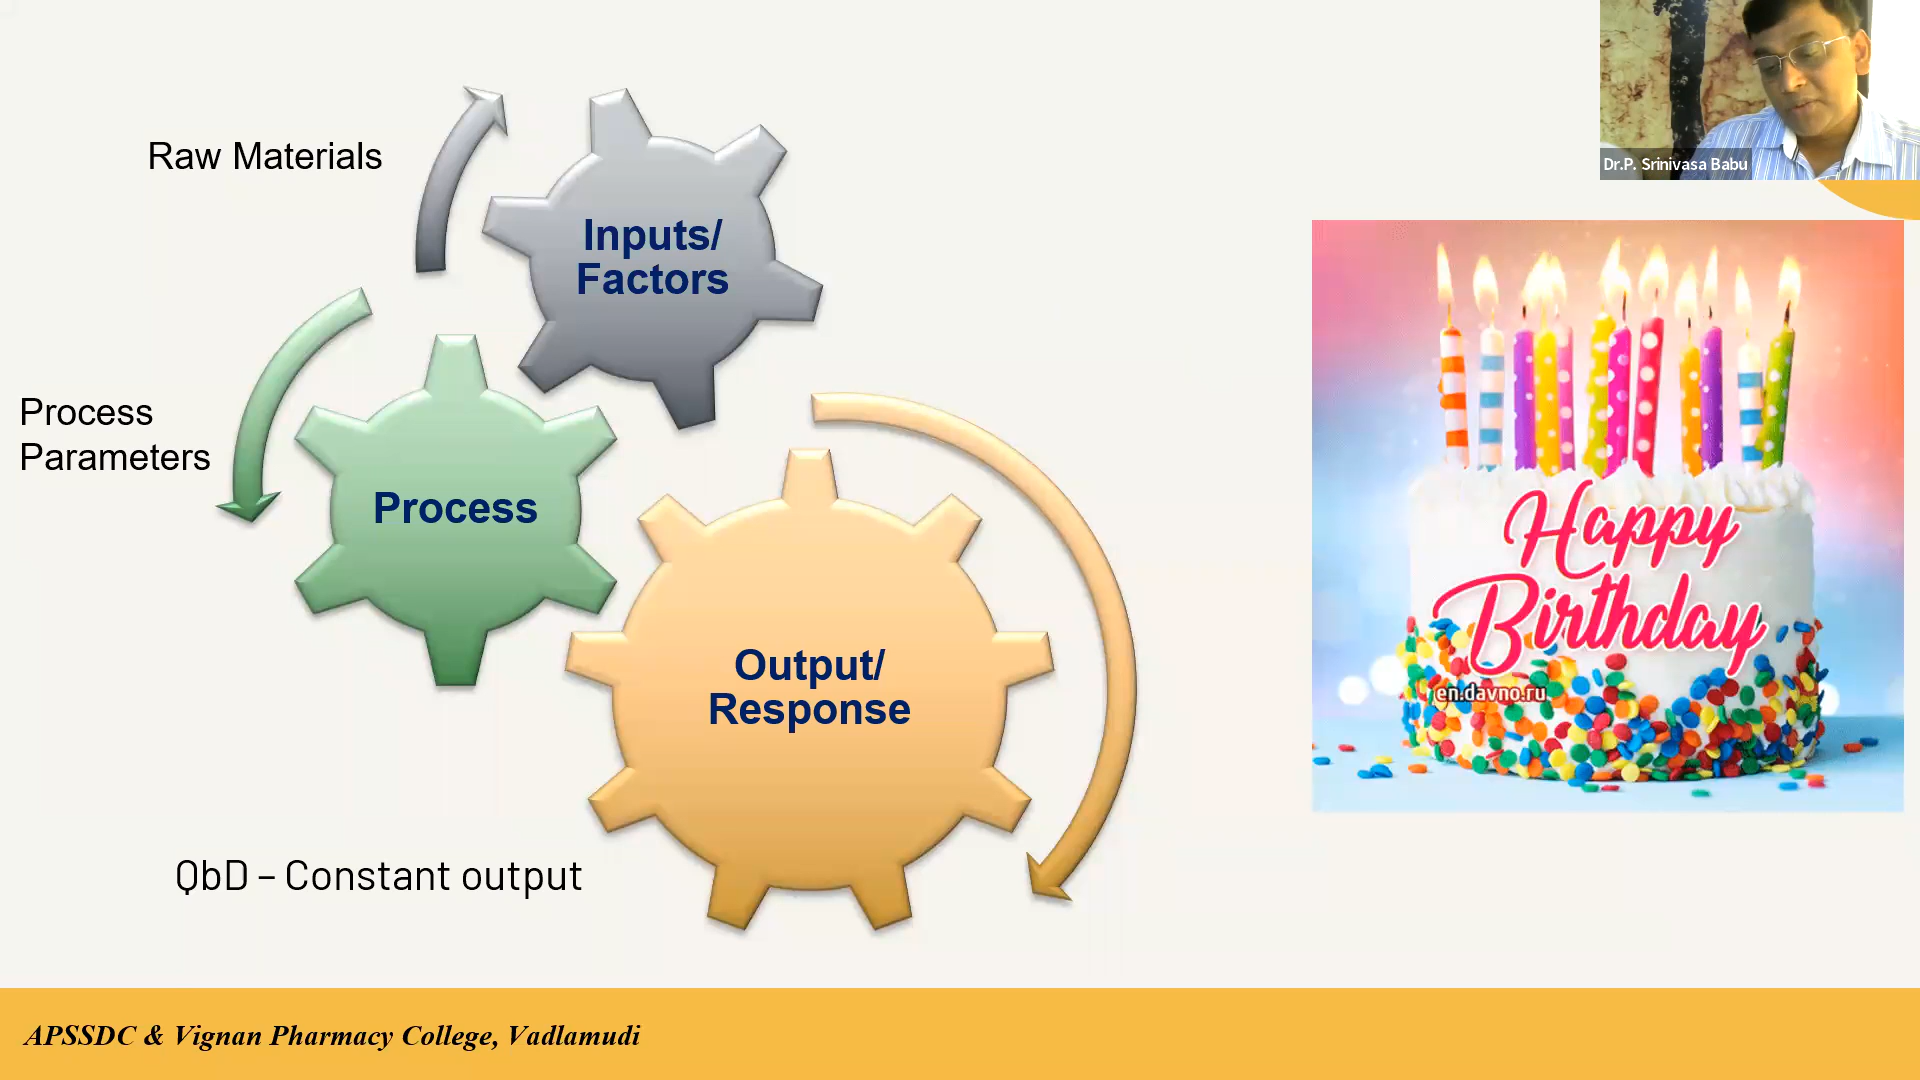 Dr.P. Srinivasa Babu
Raw Materials
Inputs/
Factors
Process
Parameters
Process
Output/
Response
QbD – Constant output
Happy
Birthday
en.davno.ru
APSSDC & Vignan Pharmacy College, Vadlamudi